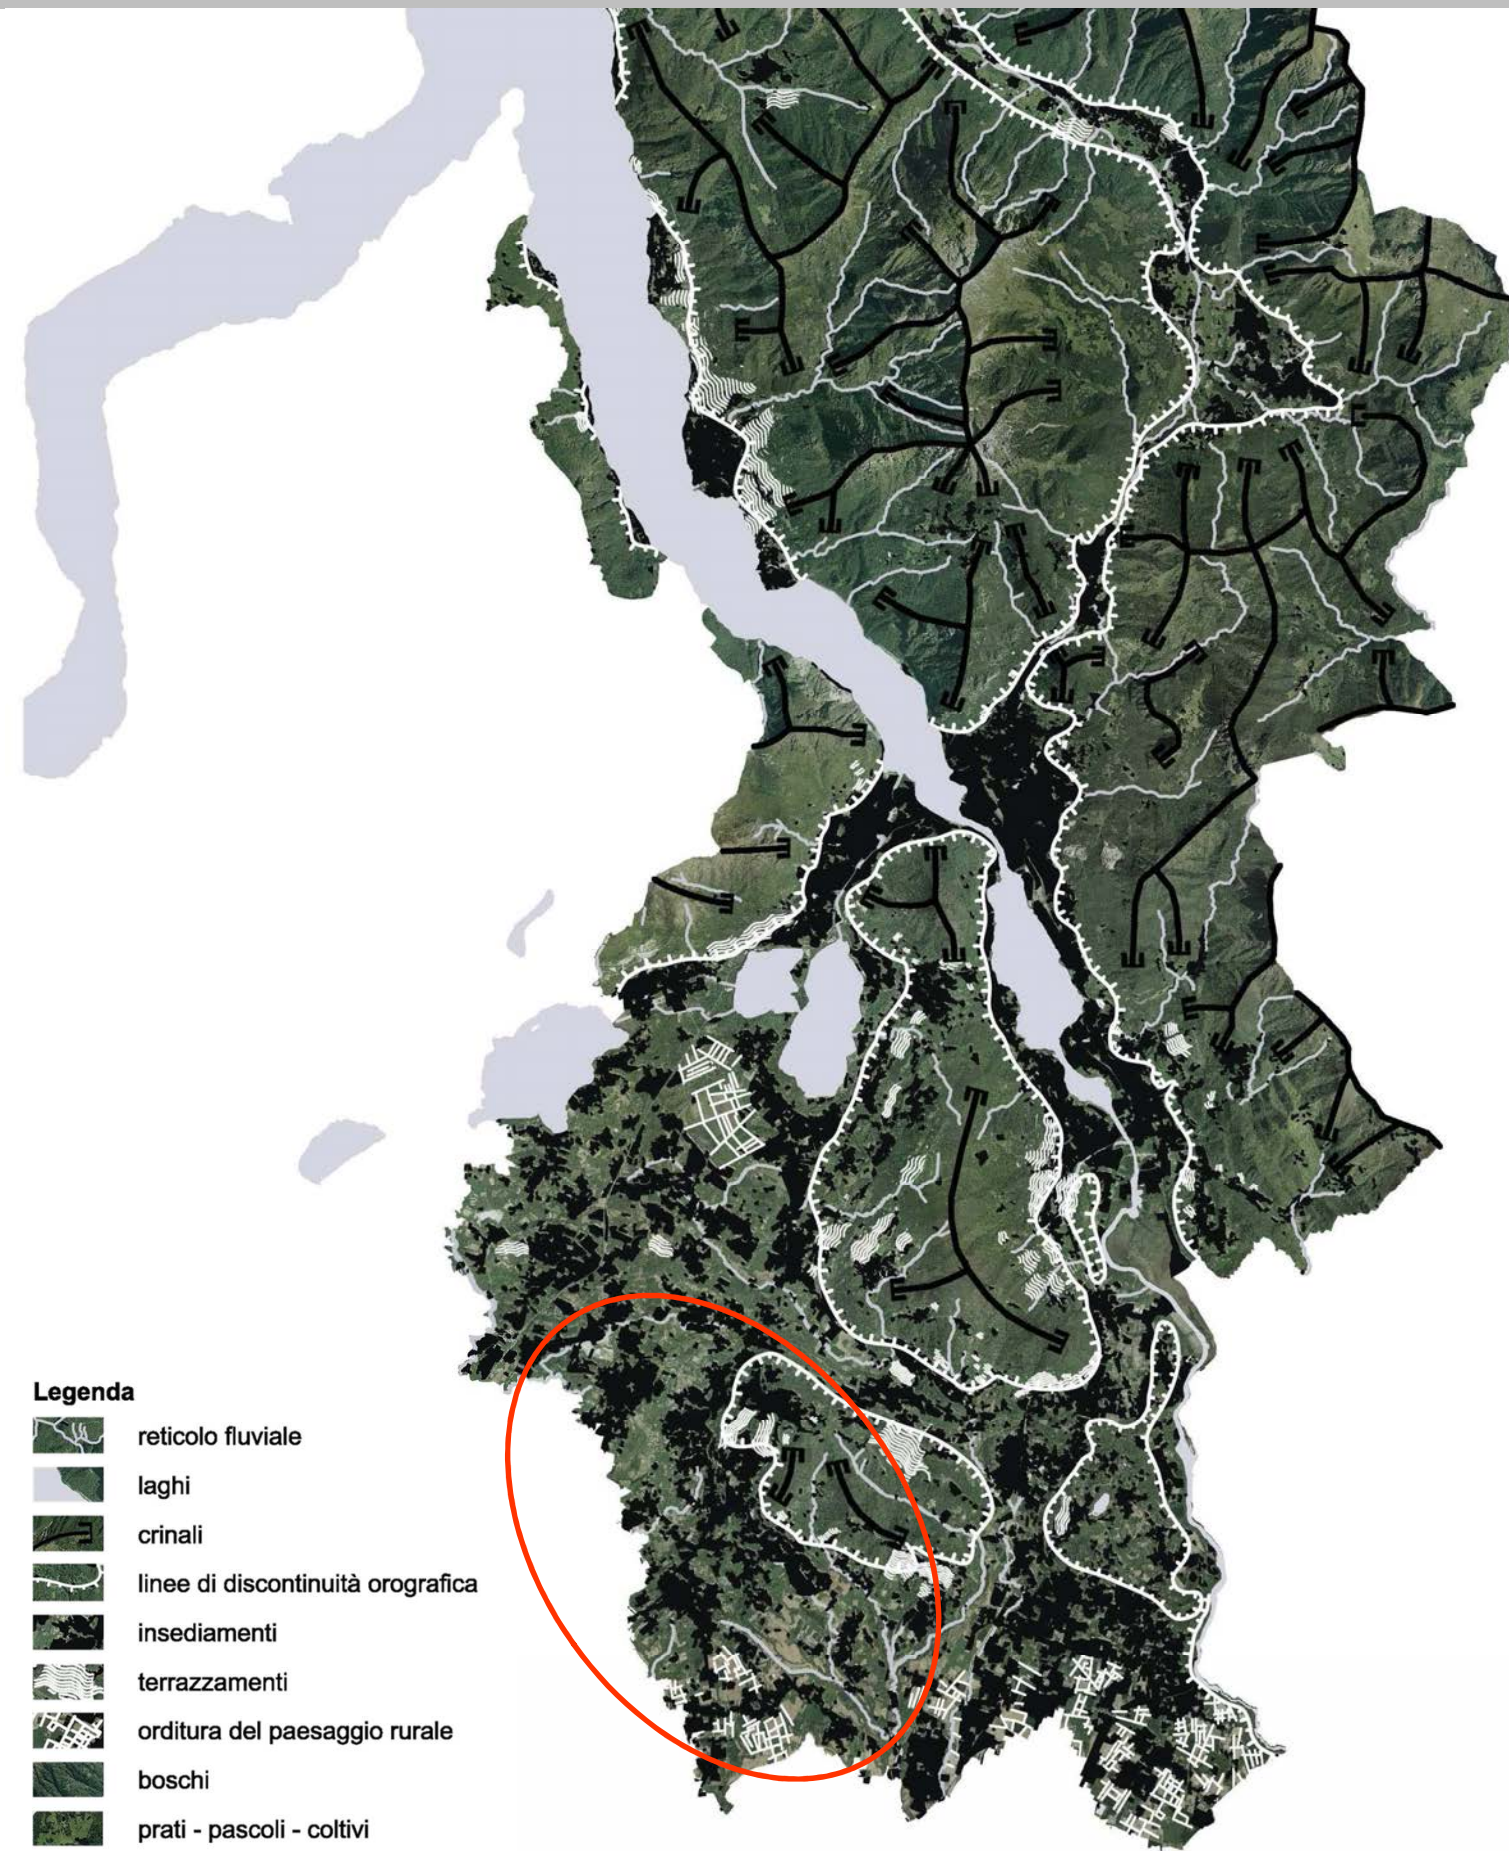 Legenda
reticolo fluviale
laghi
crinali
linee di discontinuità orografica
insediamenti
terrazzamenti
orditura del paesaggio rurale
boschi
prati - pascoli - coltivi